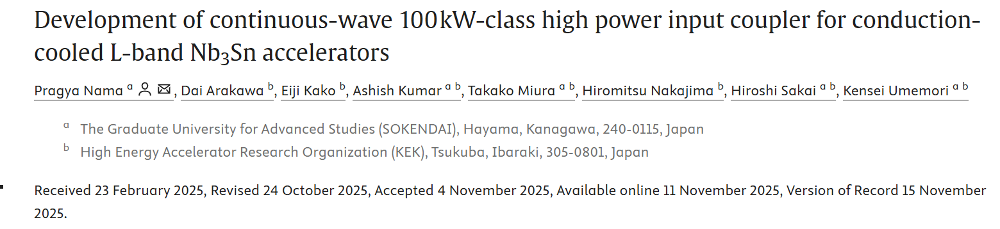 Development of continuous-wave 100 kW-class high power input coupler for conduction-
cooled L-band Nb₃Sn accelerators
Pragya Nama ᵃ, Dai Arakawa ᵇ, Eiji Kako ᵇ, Ashish Kumar ᵃ ᵇ, Takako Miura ᵃ ᵇ, Hiromitsu Nakajima ᵇ, Hiroshi Sakai ᵃ ᵇ, Kensei Umemori ᵃ ᵇ
ᵃ The Graduate University for Advanced Studies (SOKENDAI), Hayama, Kanagawa, 240-0115, Japan
ᵇ High Energy Accelerator Research Organization (KEK), Tsukuba, Ibaraki, 305-0801, Japan
Received 23 February 2025, Revised 24 October 2025, Accepted 4 November 2025, Available online 11 November 2025, Version of Record 15 November
2025.